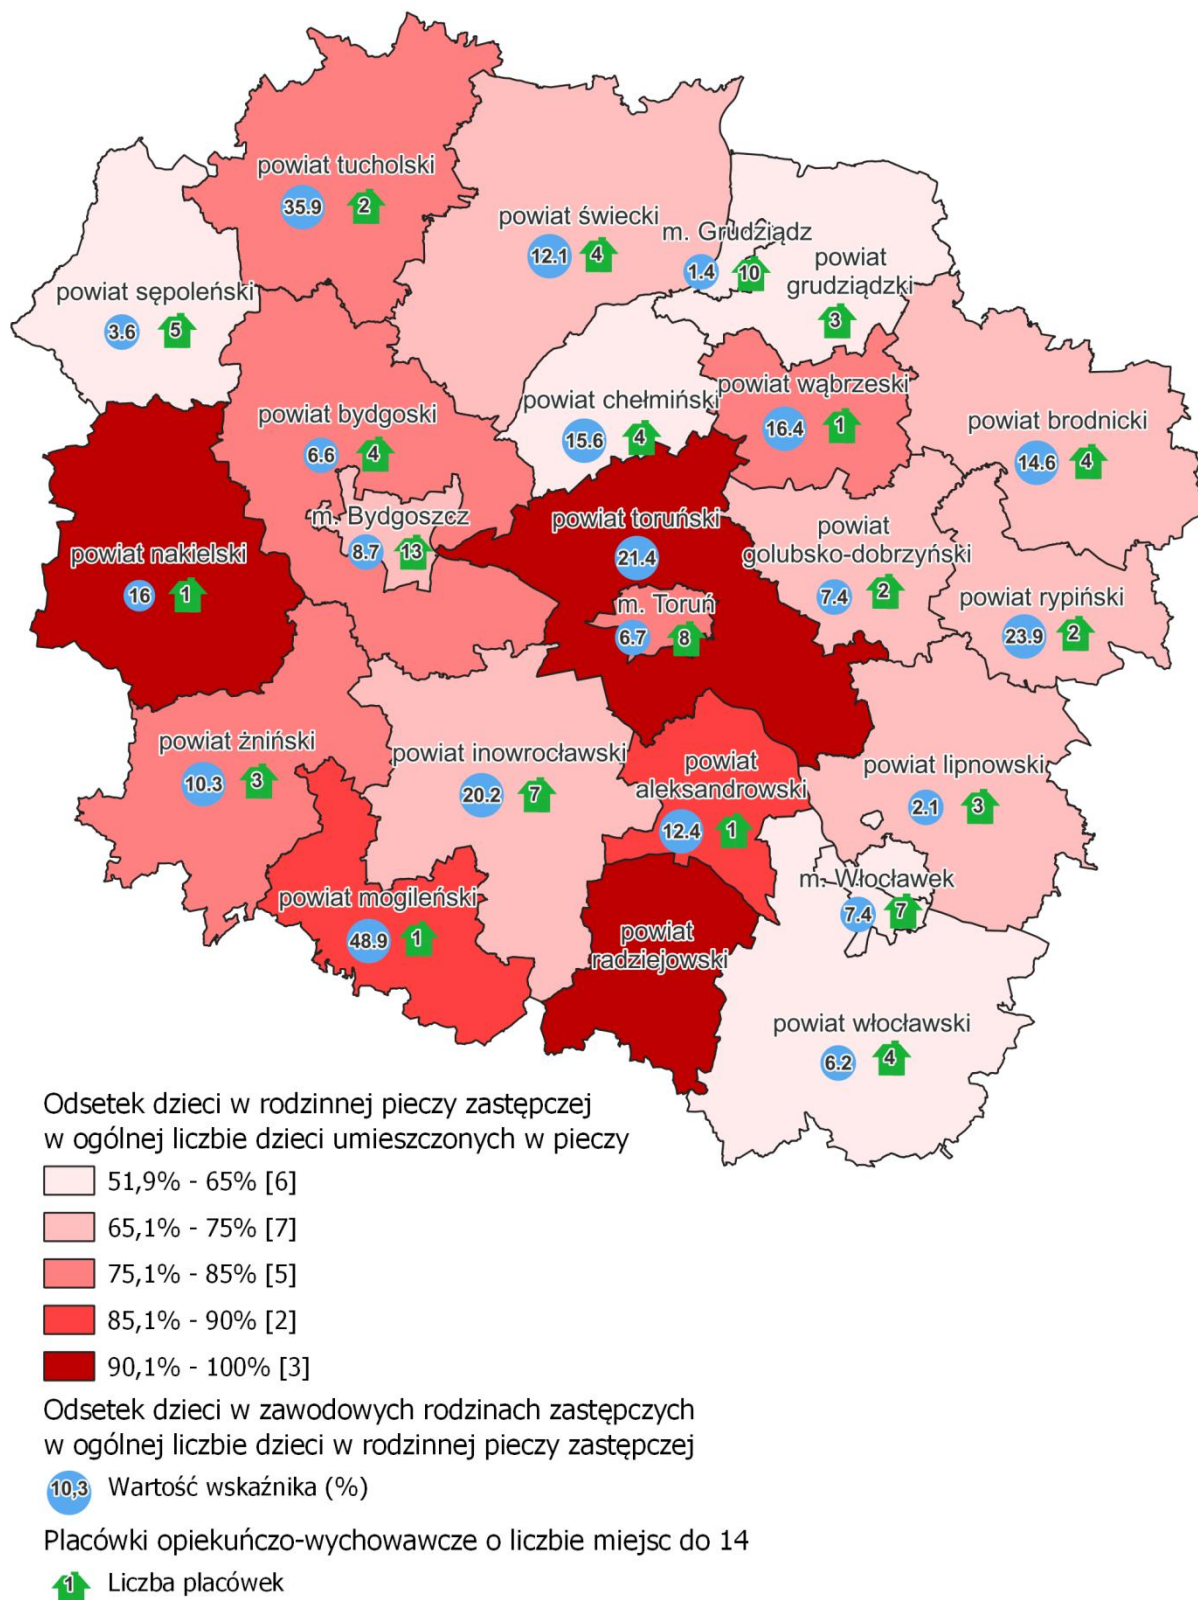 powiat tucholski
35.9
2
powiat świecki
12.1
4
m. Grudziądz
1.4
10
powiat
grudziądzki
3
powiat sępoleński
3.6
5
powiat bydgoski
6.6
4
powiat chełmiński
15.6
4
powiat wąbrzeski
16.4
1
powiat brodnicki
14.6
4
m. Bydgoszcz
8.7
13
powiat nakielski
16
1
powiat toruński
21.4
m. Toruń
6.7
8
powiat
golubsko-dobrzyński
7.4
2
powiat rypiński
23.9
2
powiat żniński
10.3
3
powiat inowrocławski
20.2
7
powiat
aleksandrowski
12.4
1
powiat lipnowski
2.1
3
powiat mogileński
48.9
1
m. Włocławek
7.4
7
powiat
radziejowski
powiat włocławski
6.2
4
Odsetek dzieci w rodzinnej pieczy zastępczej
w ogólnej liczbie dzieci umieszczonych w pieczy
51,9% - 65% [6]
65,1% - 75% [7]
75,1% - 85% [5]
85,1% - 90% [2]
90,1% - 100% [3]
Odsetek dzieci w zawodowych rodzinach zastępczych
w ogólnej liczbie dzieci w rodzinnej pieczy zastępczej
10,3 Wartość wskaźnika (%)
Placówki opiekuńczo-wychowawcze o liczbie miejsc do 14
1 Liczba placówek